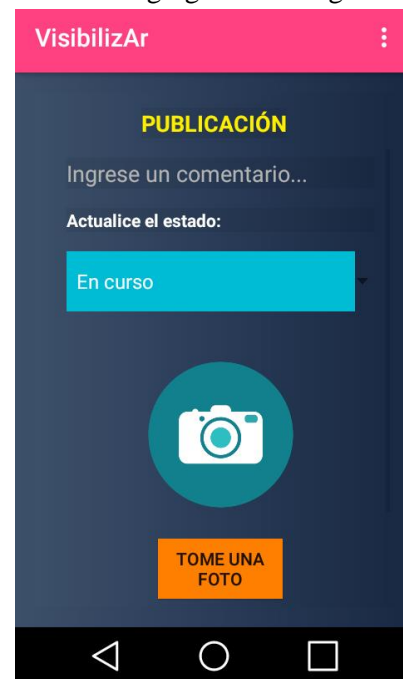 VisibilizAr
PUBLICACIÓN
Ingrese un comentario...
Actualice el estado:
En curso
TOME UNA
FOTO